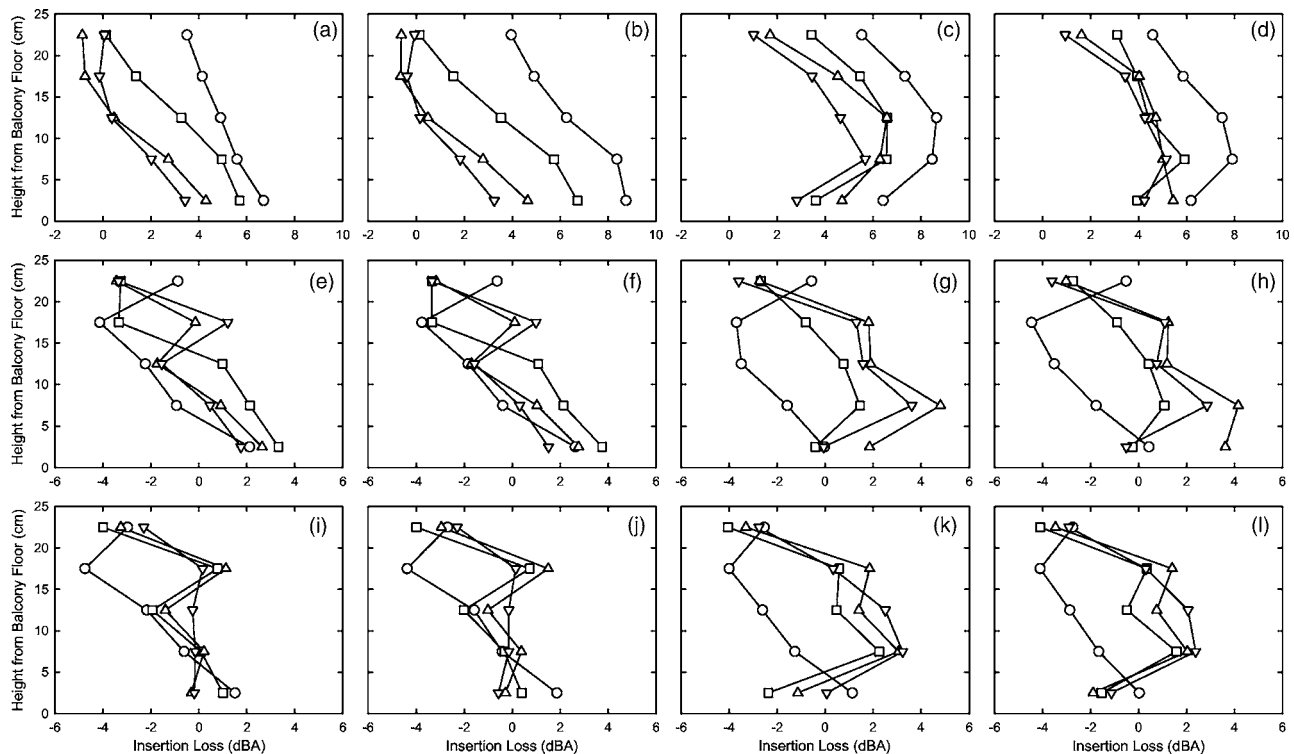 25 20 15 10 5 0
Height from Balcony Floor (cm)
(a)
(b)
(c)
(d)
-2 0 2 4 6 8 10
-2 0 2 4 6 8 10
-2 0 2 4 6 8 10
-2 0 2 4 6 8 10
25 20 15 10 5 0
Height from Balcony Floor (cm)
(e)
(f)
(g)
(h)
-6 -4 -2 0 2 4 6
-6 -4 -2 0 2 4 6
-6 -4 -2 0 2 4 6
-6 -4 -2 0 2 4 6
25 20 15 10 5 0
Height from Balcony Floor (cm)
(i)
(j)
(k)
(l)
-6 -4 -2 0 2 4 6
-6 -4 -2 0 2 4 6
-6 -4 -2 0 2 4 6
-6 -4 -2 0 2 4 6
Insertion Loss (dBA)
Insertion Loss (dBA)
Insertion Loss (dBA)
Insertion Loss (dBA)